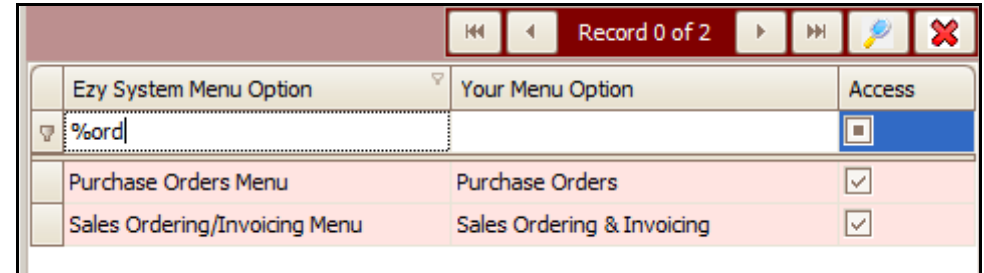 Record 0 of 2
Ezy System Menu Option Your Menu Option Access
%ord
Purchase Orders Menu Purchase Orders
Sales Ordering/Invoicing Menu Sales Ordering & Invoicing